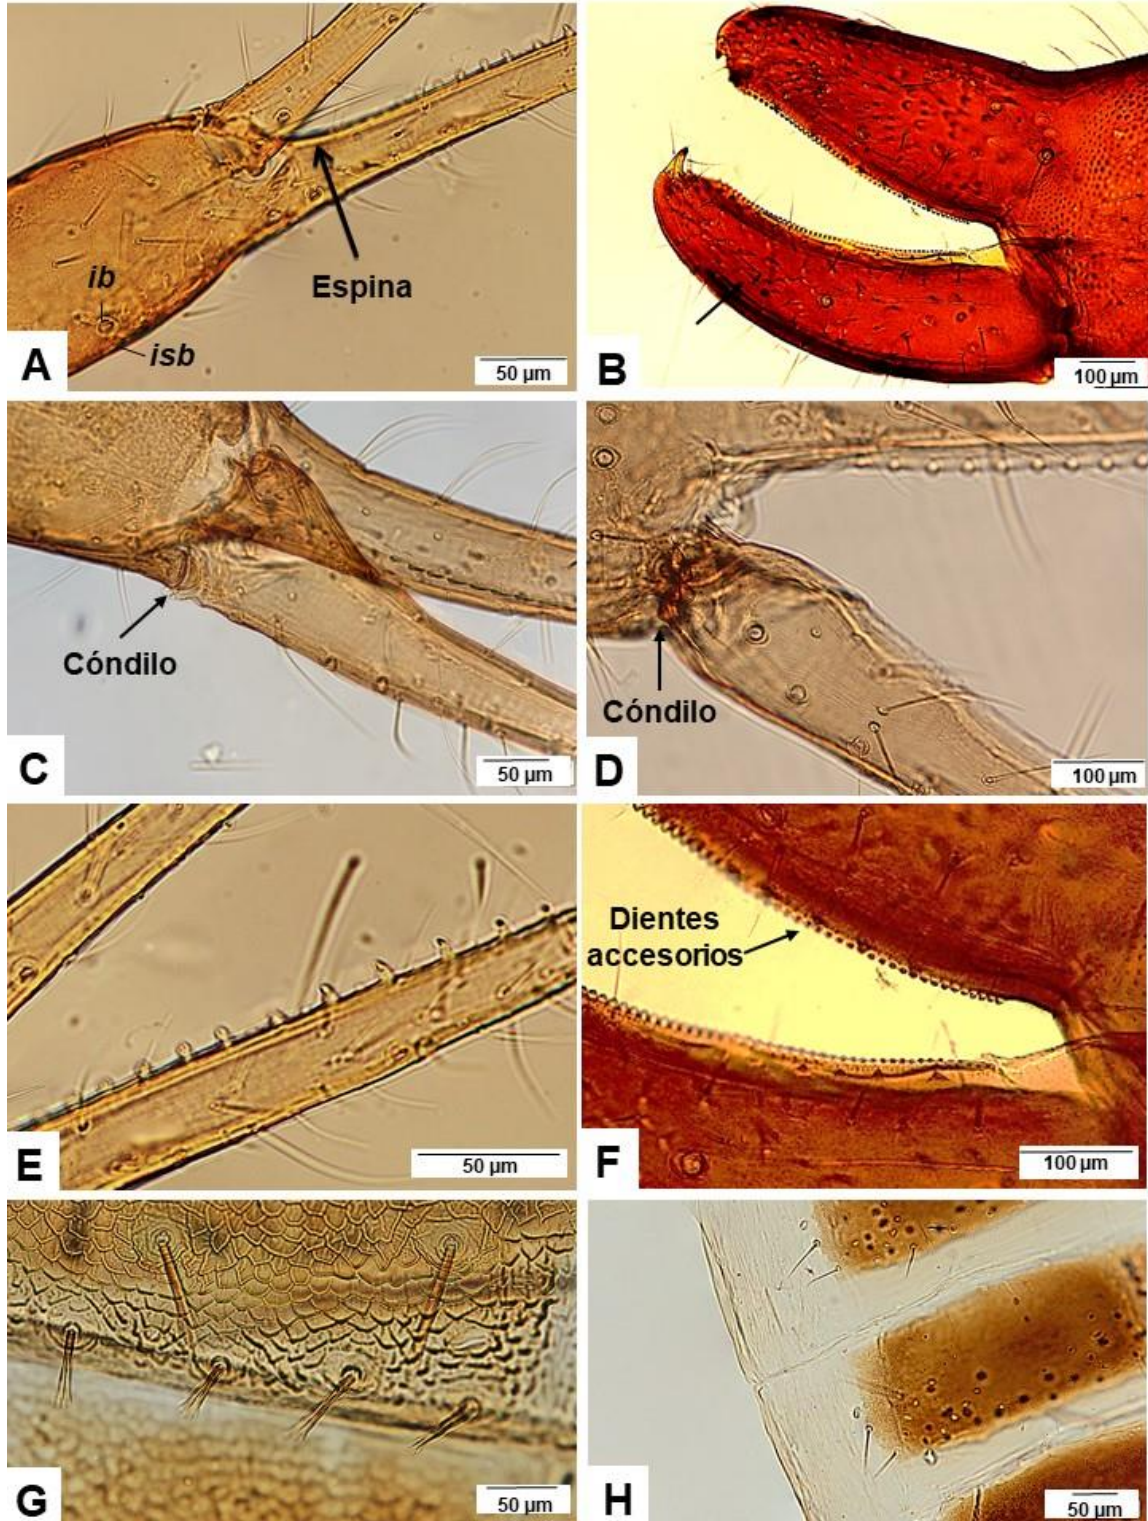 ib
isb
Espina
A
50 µm
B
100 µm
Cóndilo
C
50 µm
Cóndilo
D
100 µm
E
50 µm
Dientes
accesorios
F
100 µm
G
50 µm
H
50 µm